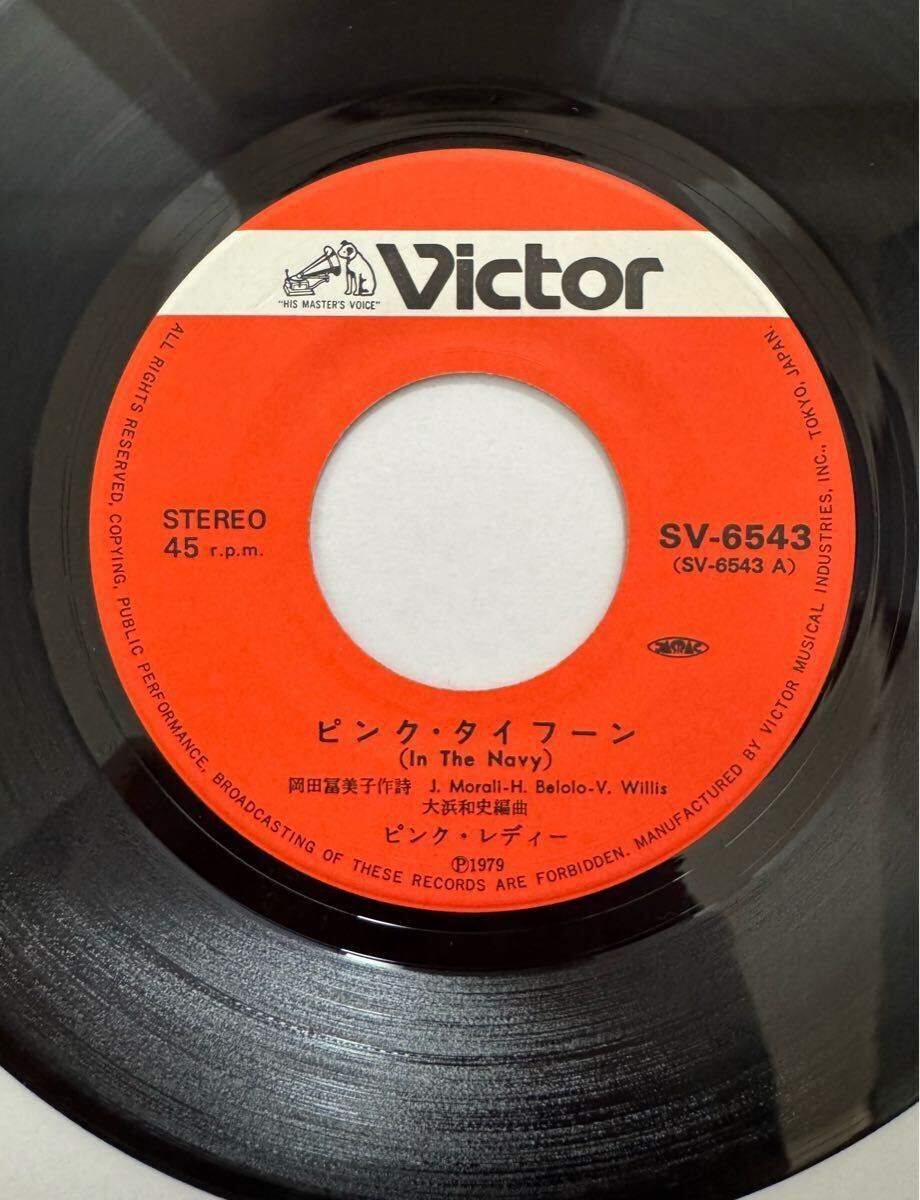 "HIS MASTER'S VOICE"
Victor
STEREO
45 r.p.m.
SV-6543
(SV-6543 A)
JASRAC
ピンク・タイフーン
(In The Navy)
岡田冨美子作詩 J. Morali-H. Belolo-V. Willis
大浜和史編曲
ピンク・レディー
Ⓟ1979
ALL RIGHTS RESERVED, COPYING, PUBLIC PERFORMANCE, BROADCASTING OF THESE RECORDS ARE FORBIDDEN. MANUFACTURED BY VICTOR MUSICAL INDUSTRIES, INC., TOKYO, JAPAN.